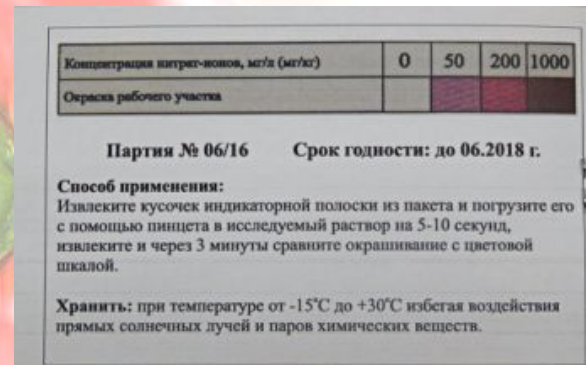 Концентрация нитрат-ионов, мг/л (мг/кг) 0 50 200 1000
Окраска рабочего участка
Партия № 06/16 Срок годности: до 06.2018 г.
Способ применения:
Извлеките кусочек индикаторной полоски из пакета и погрузите его
с помощью пинцета в исследуемый раствор на 5-10 секунд,
извлеките и через 3 минуты сравните окрашивание с цветовой
шкалой.
Хранить: при температуре от -15°С до +30°С избегая воздействия
прямых солнечных лучей и паров химических веществ.